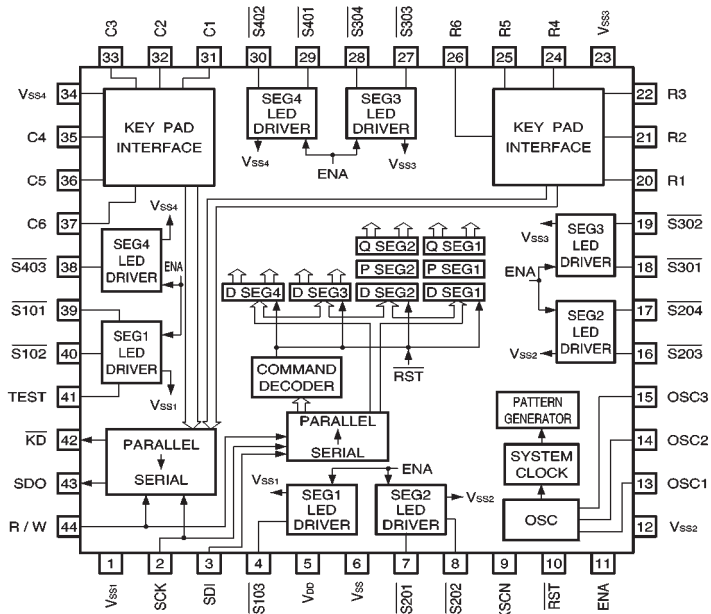 C3 C2 C1 S402 S401 S304 S303 R6 R5 R4 VSS3
33 32 31 30 29 28 27 26 25 24 23
VSS4 34
C4 35
C5 36
C6 37
S403 38
S101 39
S102 40
TEST 41
KD 42
SDO 43
R / W 44
KEY PAD
INTERFACE
SEG4
LED
DRIVER
VSS4
SEG3
LED
DRIVER
VSS3
ENA
KEY PAD
INTERFACE
22 R3
21 R2
20 R1
19 S302
18 S301
17 S204
16 S203
15 OSC3
14 OSC2
13 OSC1
12 VSS2
VSS4
SEG4
LED
DRIVER
ENA
SEG1
LED
DRIVER
VSS1
Q SEG2 Q SEG1
P SEG2 P SEG1
D SEG4 D SEG3 D SEG2 D SEG1
VSS3
SEG3
LED
DRIVER
ENA
SEG2
LED
DRIVER
VSS2
COMMAND
DECODER
RST
PARALLEL
SERIAL
PARALLEL
SERIAL
PATTERN
GENERATOR
SYSTEM
CLOCK
OSC
ENA
VSS1
SEG1
LED
DRIVER
SEG2
LED
DRIVER
VSS2
1 2 3 4 5 6 7 8 9 10 11
VSS1 SCK SDI S103 VDD VSS S201 S202 KSCN RST ENA